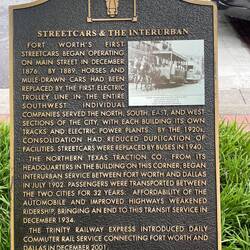 STREETCARS & THE INTERURBAN
FORT WORTH'S FIRST
STREETCARS BEGAN OPERATING
ON MAIN STREET IN DECEMBER
1876. BY 1889, HORSES AND
MULE-DRAWN CARS HAD BEEN
REPLACED BY THE FIRST ELECTRIC
TROLLEY LINE IN THE ENTIRE
SOUTHWEST. INDIVIDUAL
COMPANIES SERVED THE NORTH, SOUTH, EAST, AND WEST
SECTIONS OF THE CITY, WITH EACH BUILDING ITS OWN
TRACKS AND ELECTRIC POWER PLANTS. BY THE 1920s,
CONSOLIDATION HAD REDUCED DUPLICATION OF
FACILITIES. STREETCARS WERE REPLACED BY BUSES IN 1940.
THE NORTHERN TEXAS TRACTION CO., FROM ITS
HEADQUARTERS IN THE BUILDING ON THIS CORNER, BEGAN
INTERURBAN SERVICE BETWEEN FORT WORTH AND DALLAS
IN JULY 1902. PASSENGERS WERE TRANSPORTED BETWEEN
THE TWO CITIES FOR 32 YEARS. AFFORDABILITY OF THE
AUTOMOBILE AND IMPROVED HIGHWAYS WEAKENED
RIDERSHIP, BRINGING AN END TO THIS TRANSIT SERVICE IN
DECEMBER 1934.
THE TRINITY RAILWAY EXPRESS INTRODUCED DAILY
COMMUTER RAIL SERVICE CONNECTING FORT WORTH AND
DALLAS IN DECEMBER 2001.